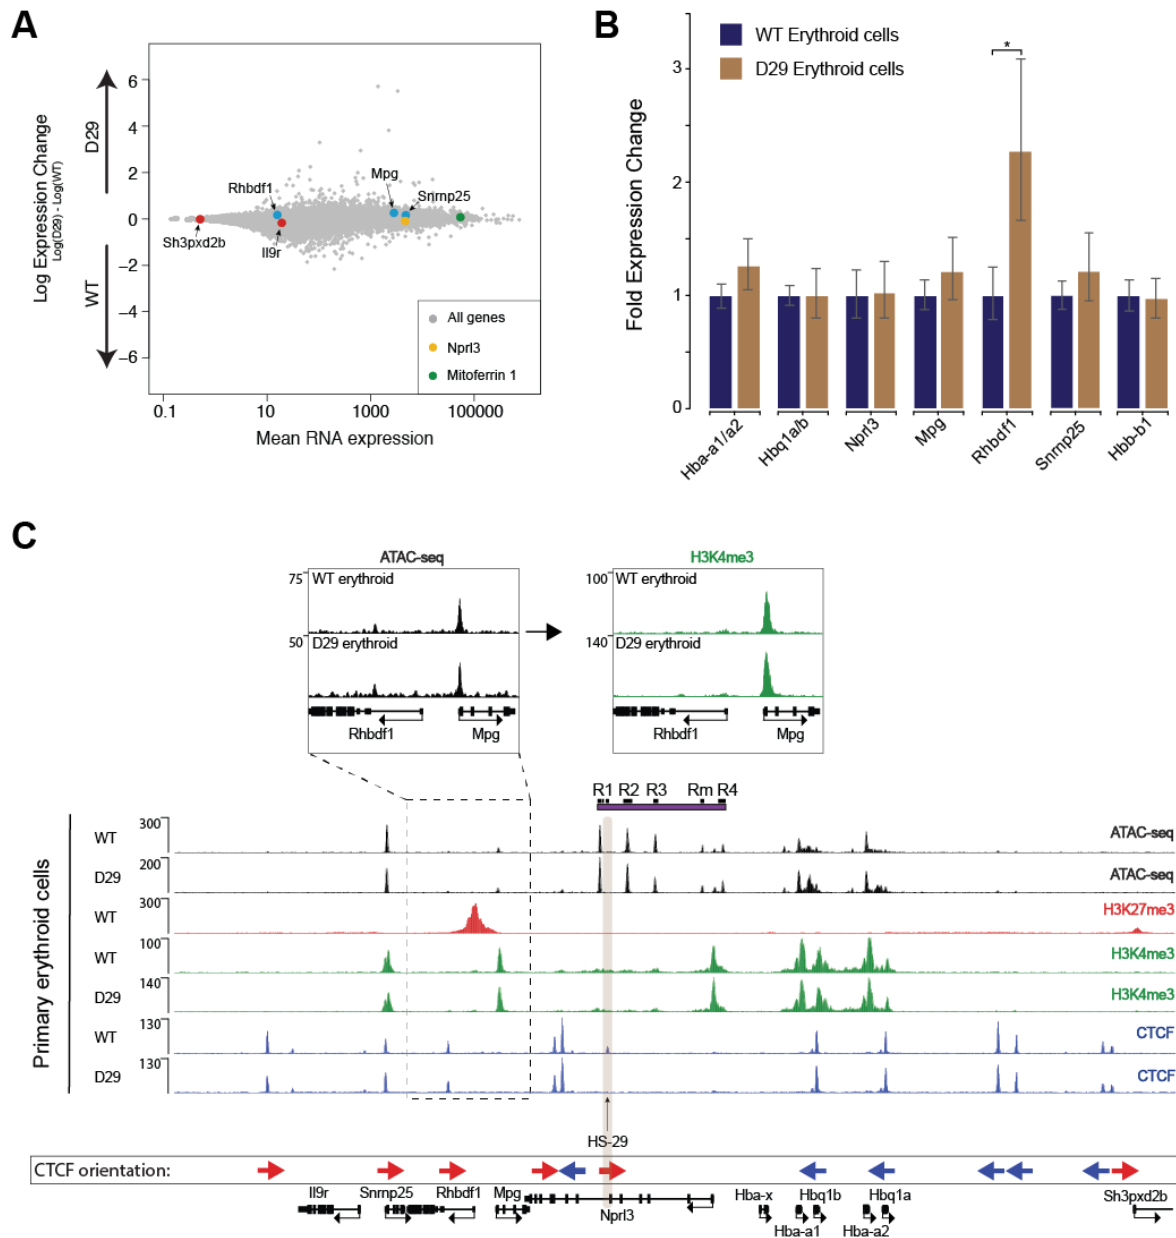 A
Log Expression Change
Log(D29) - Log(WT)
D29
WT
6
4
2
0
−2
−4
−6
Rhbdf1
Mpg
Snrnp25
Sh3pxd2b
Il9r
All genes
Nprl3
Mitoferrin 1
0.1
10
1000
100000
Mean RNA expression
B
WT Erythroid cells
D29 Erythroid cells
*
Fold Expression Change
3
2
1
0
Hba-a1/a2
Hbq1a/b
Nprl3
Mpg
Rhbdf1
Snrnp25
Hbb-b1
C
ATAC-seq
75
WT erythroid
50
D29 erythroid
Rhbdf1
Mpg
H3K4me3
100
WT erythroid
140
D29 erythroid
Rhbdf1
Mpg
R1 R2 R3 Rm R4
Primary erythroid cells
WT 300 ATAC-seq
D29 200 ATAC-seq
WT 300 H3K27me3
WT 100 H3K4me3
D29 140 H3K4me3
WT 130 CTCF
D29 130 CTCF
HS-29
CTCF orientation:
Il9r Snrnp25 Rhbdf1 Mpg Nprl3 Hba-x Hbq1b Hbq1a Sh3pxd2b
Hba-a1 Hba-a2